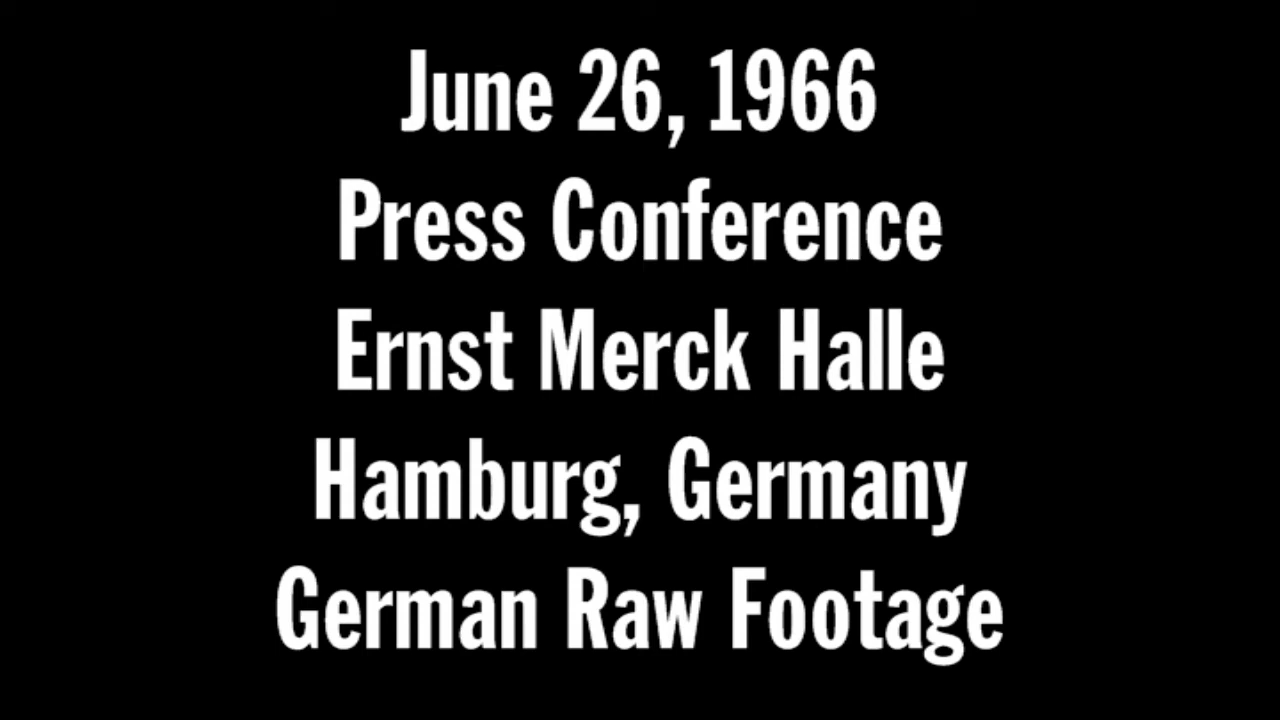 June 26, 1966
Press Conference
Ernst Merck Halle
Hamburg, Germany
German Raw Footage